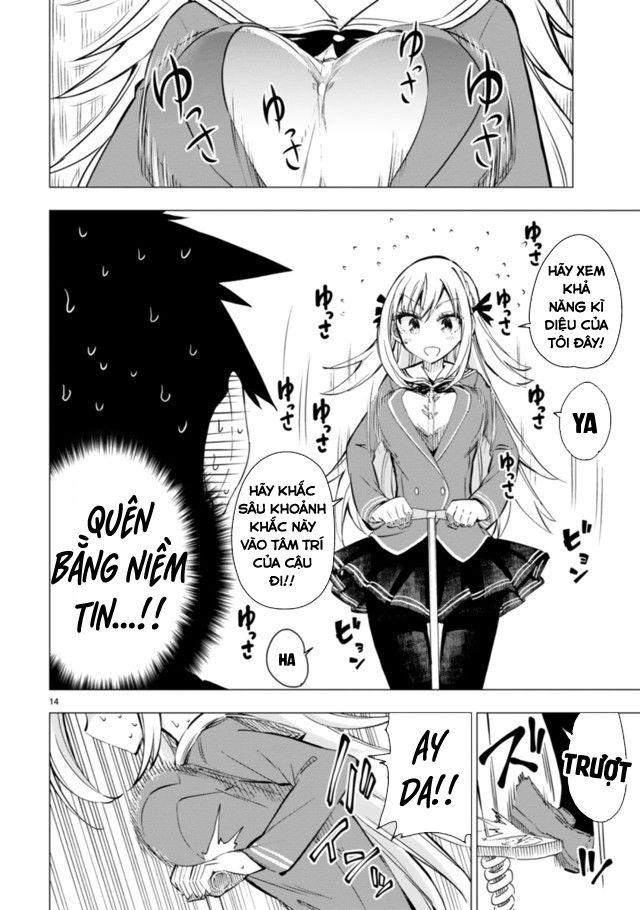 ゆっさ
ゆっさ
ゆっさ
ゆっさ
HÃY XEM
KHẢ
NĂNG KÌ
DIỆU CỦA
TÔI ĐÂY!
YA
ゆっさ
ゆっさ
ゆっさ
ゆっさ
ゆっさ
ゆっさ
ゆっさ
ゆっさ
HÃY KHẮC
SÂU KHOẢNH
KHẮC NÀY
VÀO TÂM TRÍ
CỦA CẬU
ĐI!!
HA
ビョン
ビョン
QUÊN
BẰNG NIỀM
TIN...!!
14
TRƯỢT
ズ
AY
DA!!